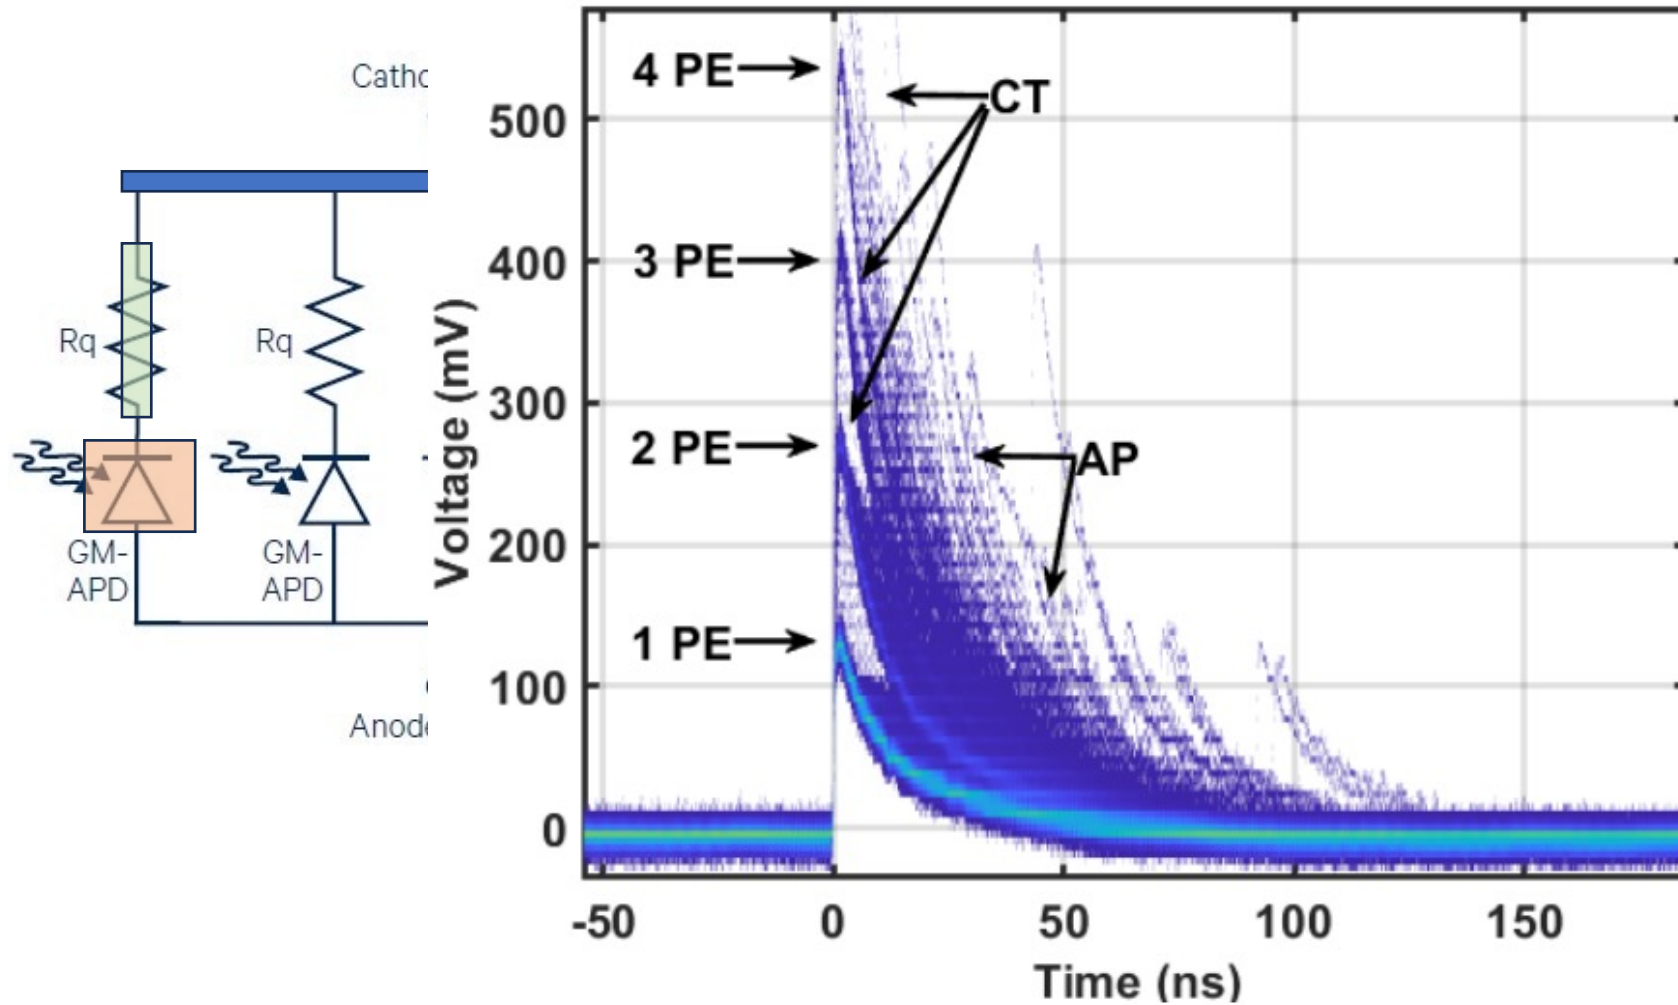 Catho
Rq
Rq
GM-
APD
GM-
APD
Anode
4 PE
3 PE
2 PE
1 PE
CT
AP
Voltage (mV)
500
400
300
200
100
0
-50
0
50
100
150
Time (ns)